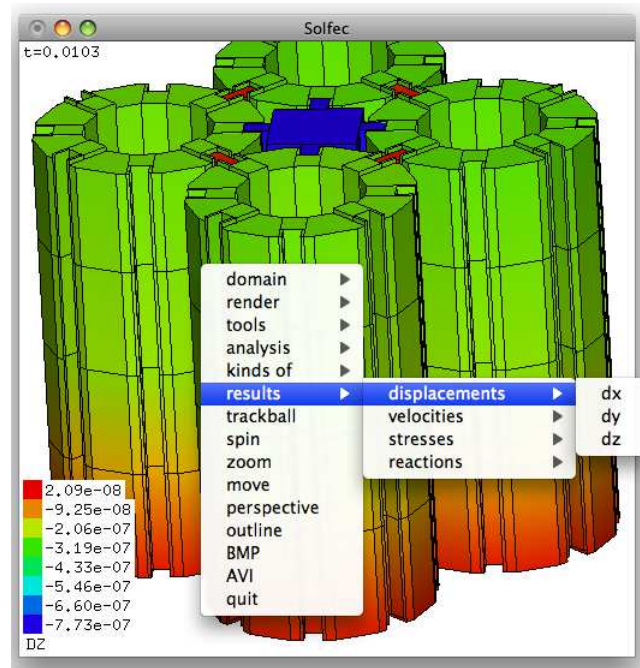 Solfec
t=0.0103
domain
render
tools
analysis
kinds of
results
trackball
spin
zoom
move
perspective
outline
BMP
AVI
quit
displacements
velocities
stresses
reactions
dx
dy
dz
2.09e-08
-9.25e-08
-2.06e-07
-3.19e-07
-4.33e-07
-5.46e-07
-6.60e-07
-7.73e-07
DZ